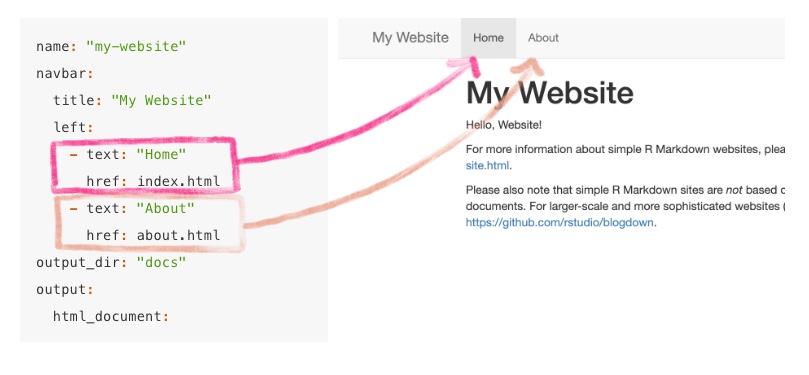 name: "my-website"
navbar:
title: "My Website"
left:
- text: "Home"
href: index.html
- text: "About"
href: about.html
output_dir: "docs"
output:
html_document:
My Website Home About
My Website
Hello, Website!
For more information about simple R Markdown websites, plea
site.html.
Please also note that simple R Markdown sites are not based o
documents. For larger-scale and more sophisticated websites (
https://github.com/rstudio/blogdown.